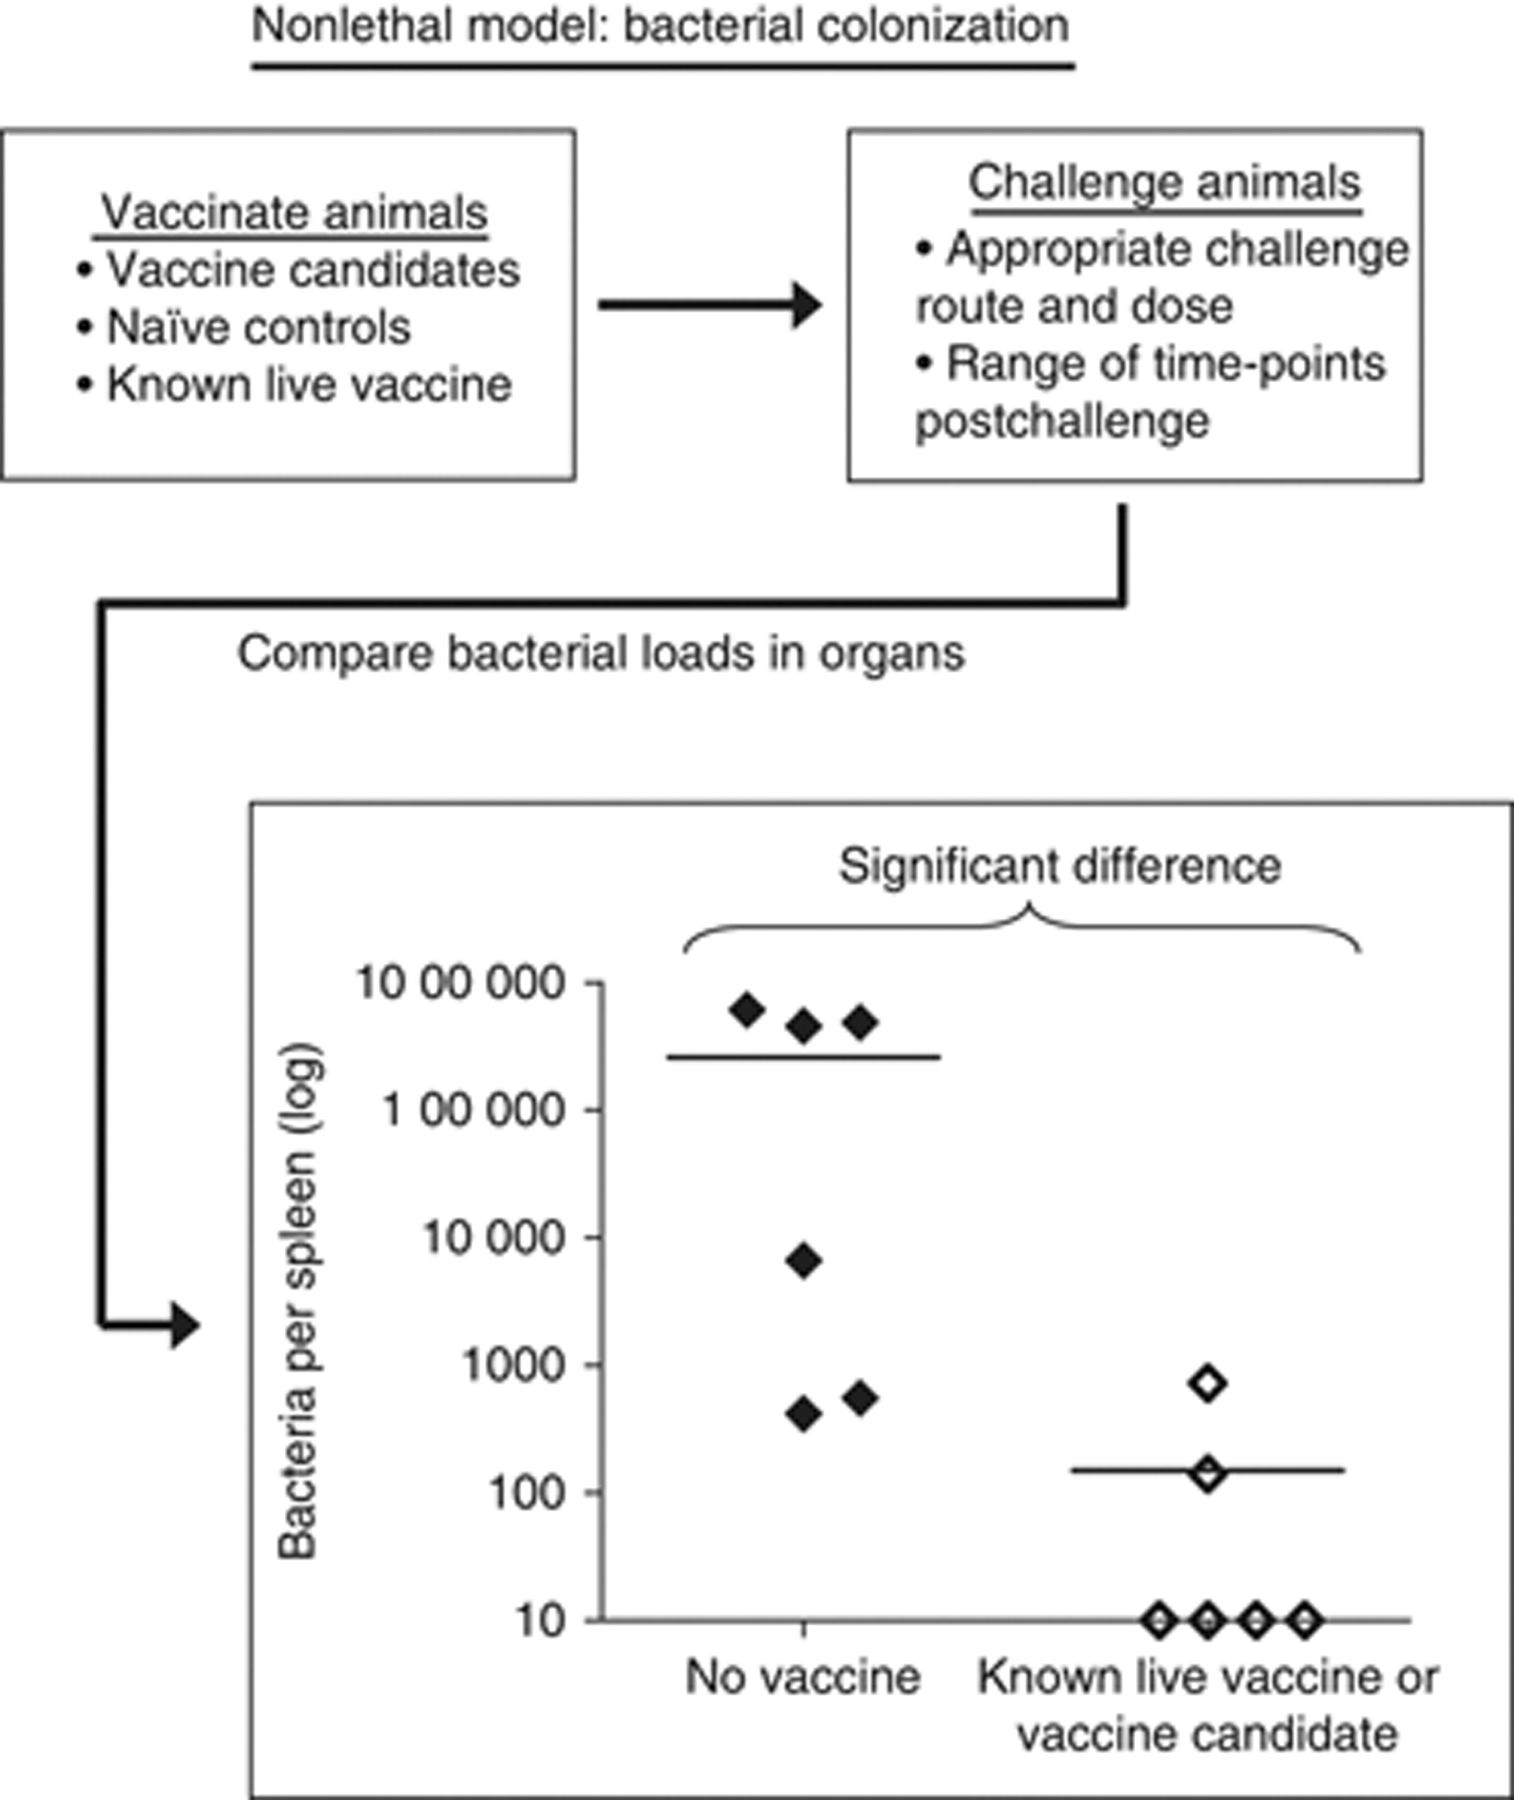 Nonlethal model: bacterial colonization
Vaccinate animals
• Vaccine candidates
• Naïve controls
• Known live vaccine
Challenge animals
• Appropriate challenge
route and dose
• Range of time-points
postchallenge
Compare bacterial loads in organs
Significant difference
Bacteria per spleen (log)
10 00 000
1 00 000
10 000
1000
100
10
No vaccine
Known live vaccine or
vaccine candidate